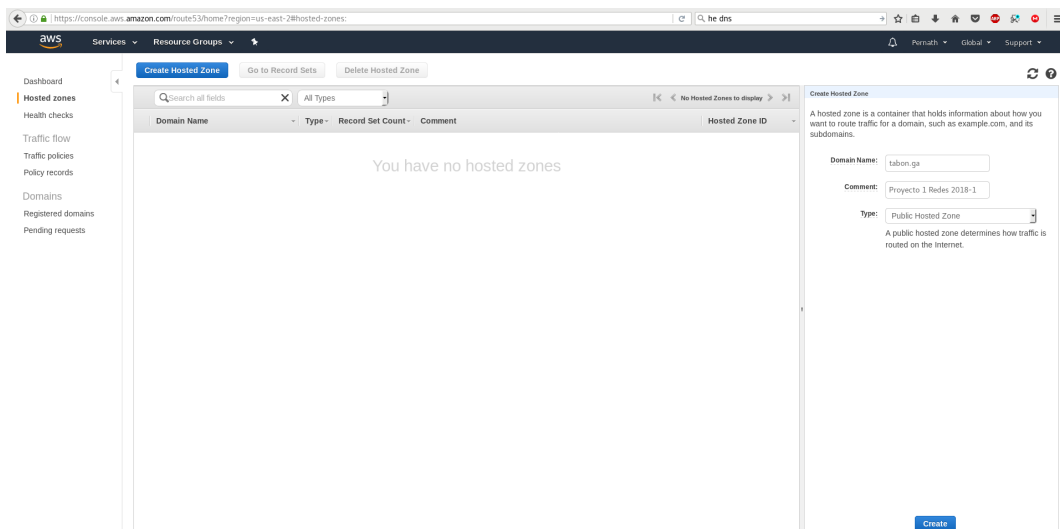 https://console.aws.amazon.com/route53/home?region=us-east-2#hosted-zones:
he dns
aws
Services
Resource Groups
Pernath
Global
Support
Dashboard
Hosted zones
Health checks
Traffic flow
Traffic policies
Policy records
Domains
Registered domains
Pending requests
Create Hosted Zone
Go to Record Sets
Delete Hosted Zone
Search all fields
All Types
No Hosted Zones to display
Domain Name
Type
Record Set Count
Comment
Hosted Zone ID
You have no hosted zones
Create Hosted Zone
A hosted zone is a container that holds information about how you
want to route traffic for a domain, such as example.com, and its
subdomains.
Domain Name: tabon.ga
Comment: Proyecto 1 Redes 2018-1
Type: Public Hosted Zone
A public hosted zone determines how traffic is
routed on the Internet.
Create